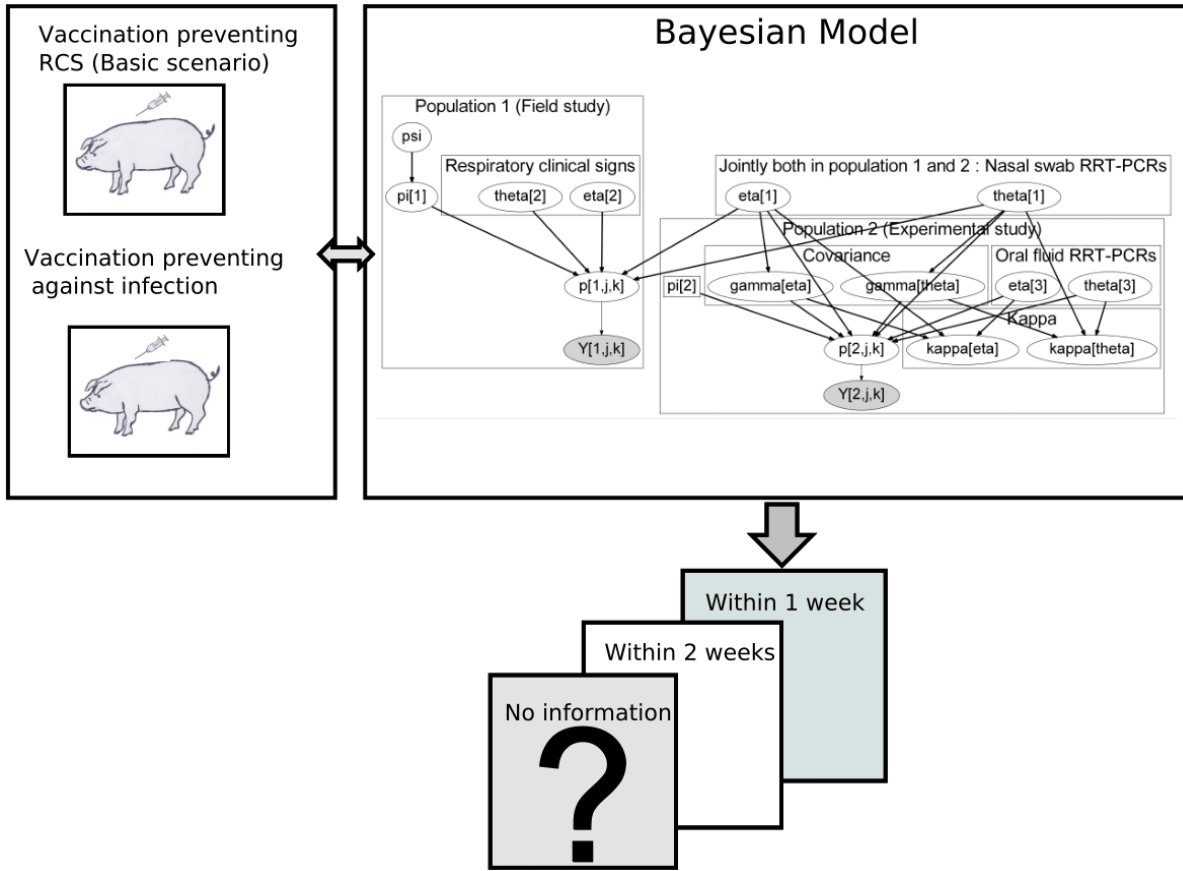 Vaccination preventing
RCS (Basic scenario)
Vaccination preventing
against infection
Bayesian Model
Population 1 (Field study)
psi
Respiratory clinical signs
pi[1]
theta[2]
eta[2]
p[1,j,k]
Y[1,j,k]
Jointly both in population 1 and 2 : Nasal swab RRT-PCRs
eta[1]
theta[1]
Population 2 (Experimental study)
Covariance
Oral fluid RRT-PCRs
pi[2]
gamma[eta]
gamma[theta]
eta[3]
theta[3]
Kappa
p[2,j,k]
kappa[eta]
kappa[theta]
Y[2,j,k]
Within 1 week
Within 2 weeks
No information
?